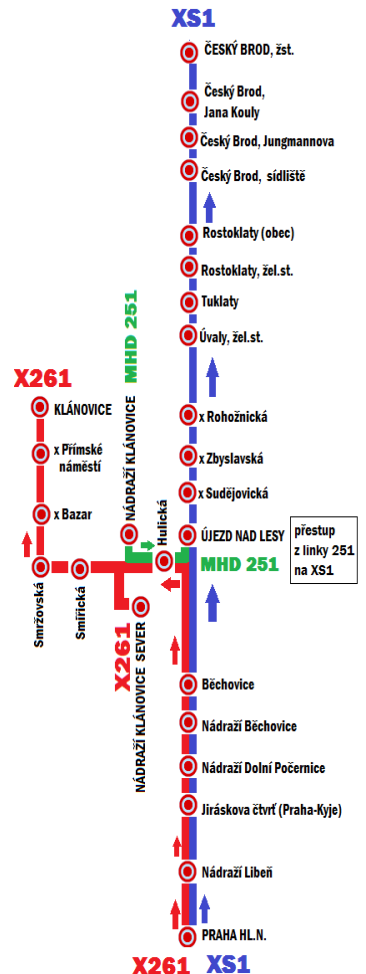 XS1
ČESKÝ BROD, žst.
Český Brod,
Jana Kouly
Český Brod, Jungmannova
Český Brod, sídliště
Rostoklaty (obec)
Rostoklaty, žel.st.
Tuklaty
Úvaly, žel.st.
MHD 251
X261
KLÁNOVICE
x Přímské
náměstí
x Bazar
NÁDRAŽÍ KLÁNOVICE
Hulická
x Rohožnická
x Zbyslavská
x Sudějovická
ÚJEZD NAD LESY
přestup
z linky 251
na XS1
MHD 251
Smržovská
Smiřická
X261
NÁDRAŽÍ KLÁNOVICE SEVER
Běchovice
Nádraží Běchovice
Nádraží Dolní Počernice
Jiráskova čtvrť (Praha-Kyje)
Nádraží Libeň
PRAHA HL.N.
X261
XS1